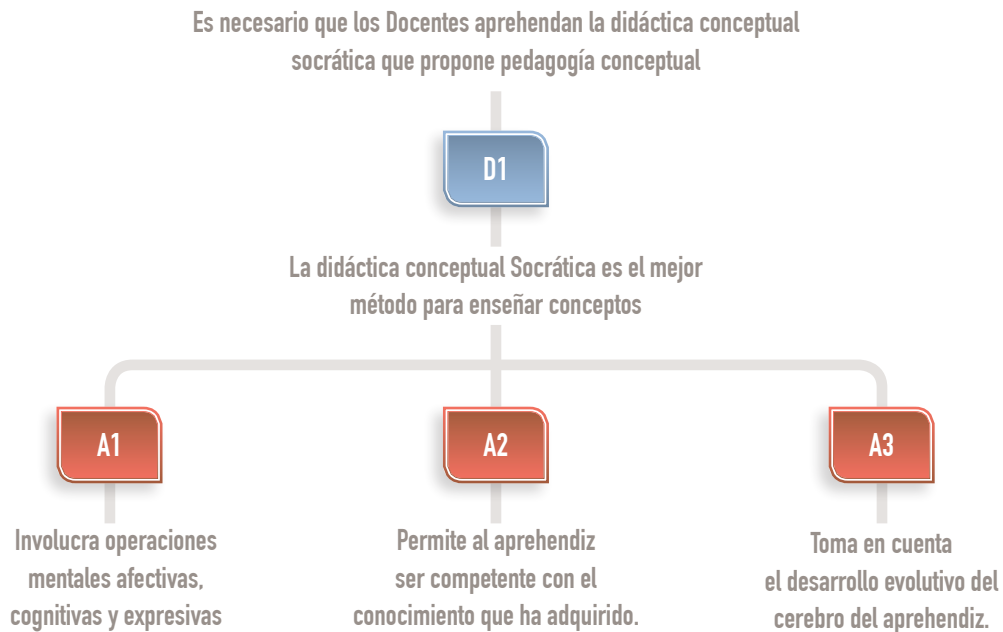 Es necesario que los Docentes aprehendan la didáctica conceptual
socrática que propone pedagogía conceptual
D1
La didáctica conceptual Socrática es el mejor
método para enseñar conceptos
A1
Involucra operaciones
mentales afectivas,
cognitivas y expresivas
A2
Permite al aprehendiz
ser competente con el
conocimiento que ha adquirido.
A3
Toma en cuenta
el desarrollo evolutivo del
cerebro del aprehendiz.